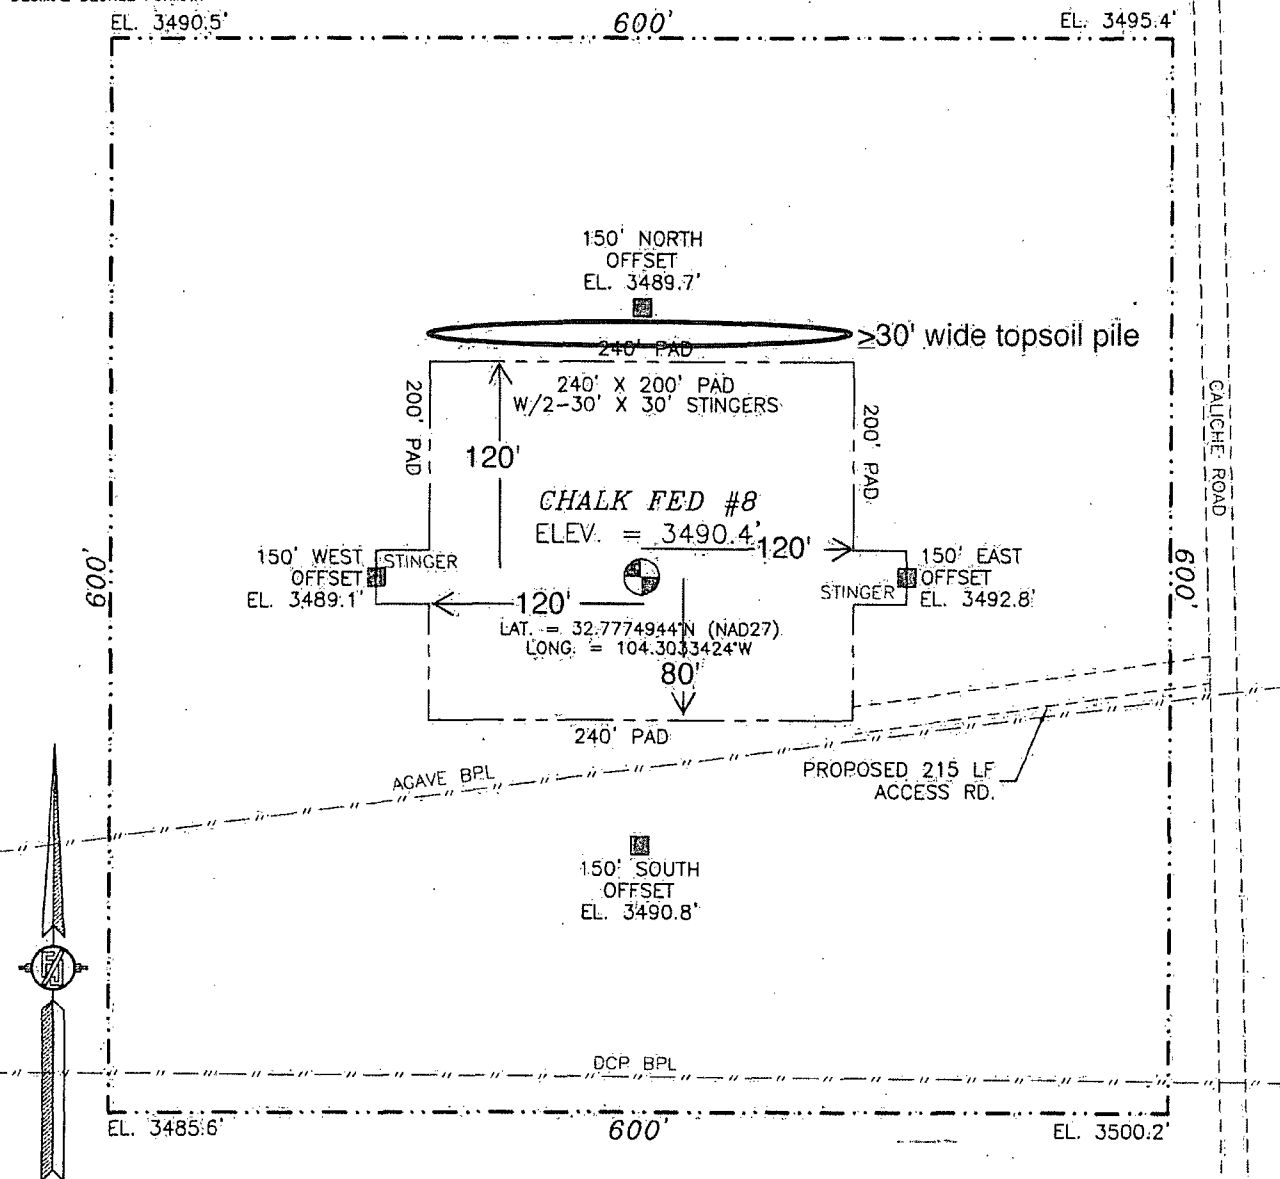 EL. 3490.5'
600'
EL. 3495.4'
150' NORTH
OFFSET
EL. 3489.7'
≥30' wide topsoil pile
240' PAD
240' X 200' PAD
W/2-30' X 30' STINGERS
200' PAD
200' PAD
120'
CALICHE ROAD
CHALK FED #8
ELEV. = 3490.4'
120'
150' WEST
OFFSET
EL. 3489.1'
STINGER
150' EAST
OFFSET
EL. 3492.8'
STINGER
600'
600'
120'
LAT. = 32.7774944°N (NAD27)
LONG. = 104.3033424°W
80'
240' PAD
AGAVE BPL
PROPOSED 215 LF
ACCESS RD.
150' SOUTH
OFFSET
EL. 3490.8'
DCP BPL
EL. 3485.6'
600'
EL. 3500.2'